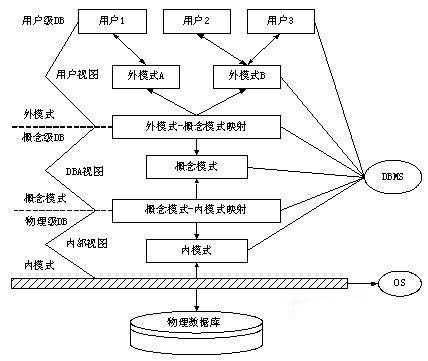 用户级DB
用户1
用户2
用户3
用户视图
外模式A
外模式B
外模式
概念级DB
外模式-概念模式映射
DBA视图
概念模式
DBMS
概念模式
物理级DB
概念模式-内模式映射
内部视图
内模式
内模式
OS
物理数据库